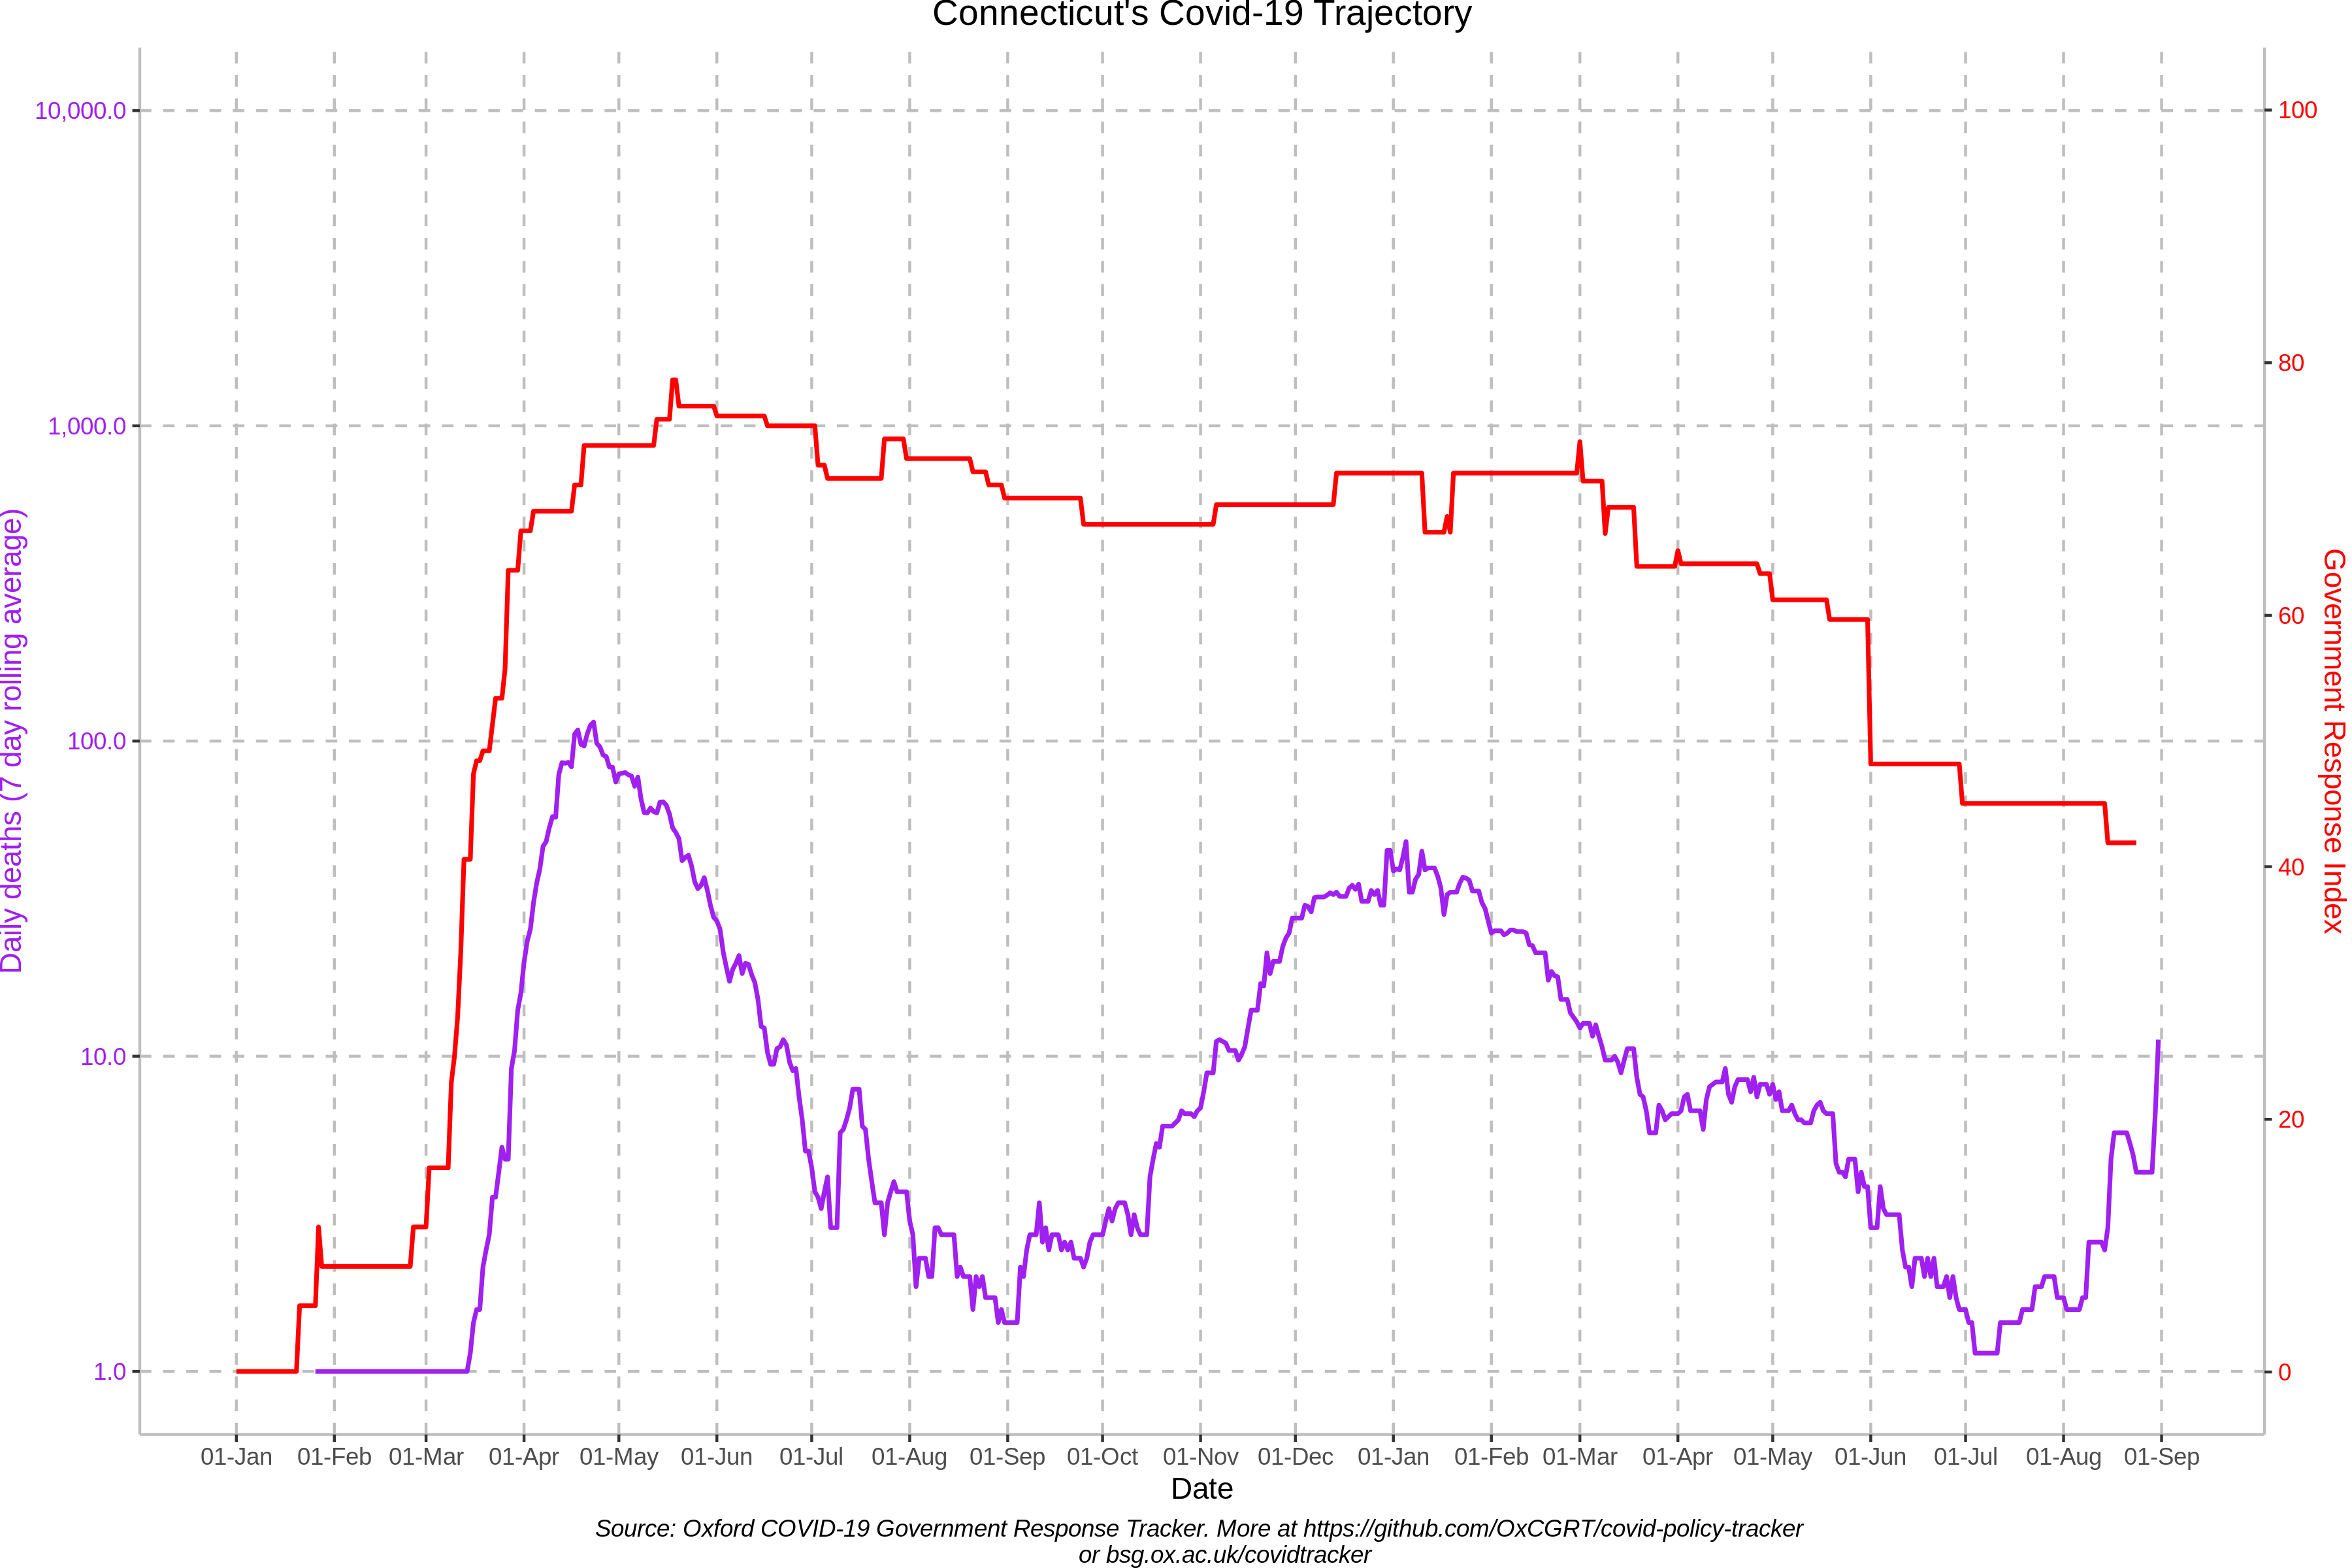 Connecticut's Covid-19 Trajectory
10,000.0
1,000.0
100.0
10.0
1.0
Daily deaths (7 day rolling average)
100
80
60
40
20
0
Government Response Index
01-Jan 01-Feb 01-Mar 01-Apr 01-May 01-Jun 01-Jul 01-Aug 01-Sep 01-Oct 01-Nov 01-Dec 01-Jan 01-Feb 01-Mar 01-Apr 01-May 01-Jun 01-Jul 01-Aug 01-Sep
Date
Source: Oxford COVID-19 Government Response Tracker. More at https://github.com/OxCGRT/covid-policy-tracker
or bsg.ox.ac.uk/covidtracker